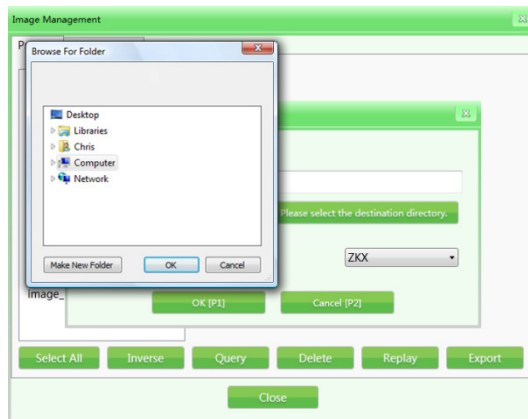 Image Management
P
Browse For Folder
Desktop
Libraries
Chris
Computer
Network
Please select the destination directory.
ZKX
Make New Folder
OK
Cancel
image_
OK [P1]
Cancel [P2]
Select All
Inverse
Query
Delete
Replay
Export
Close